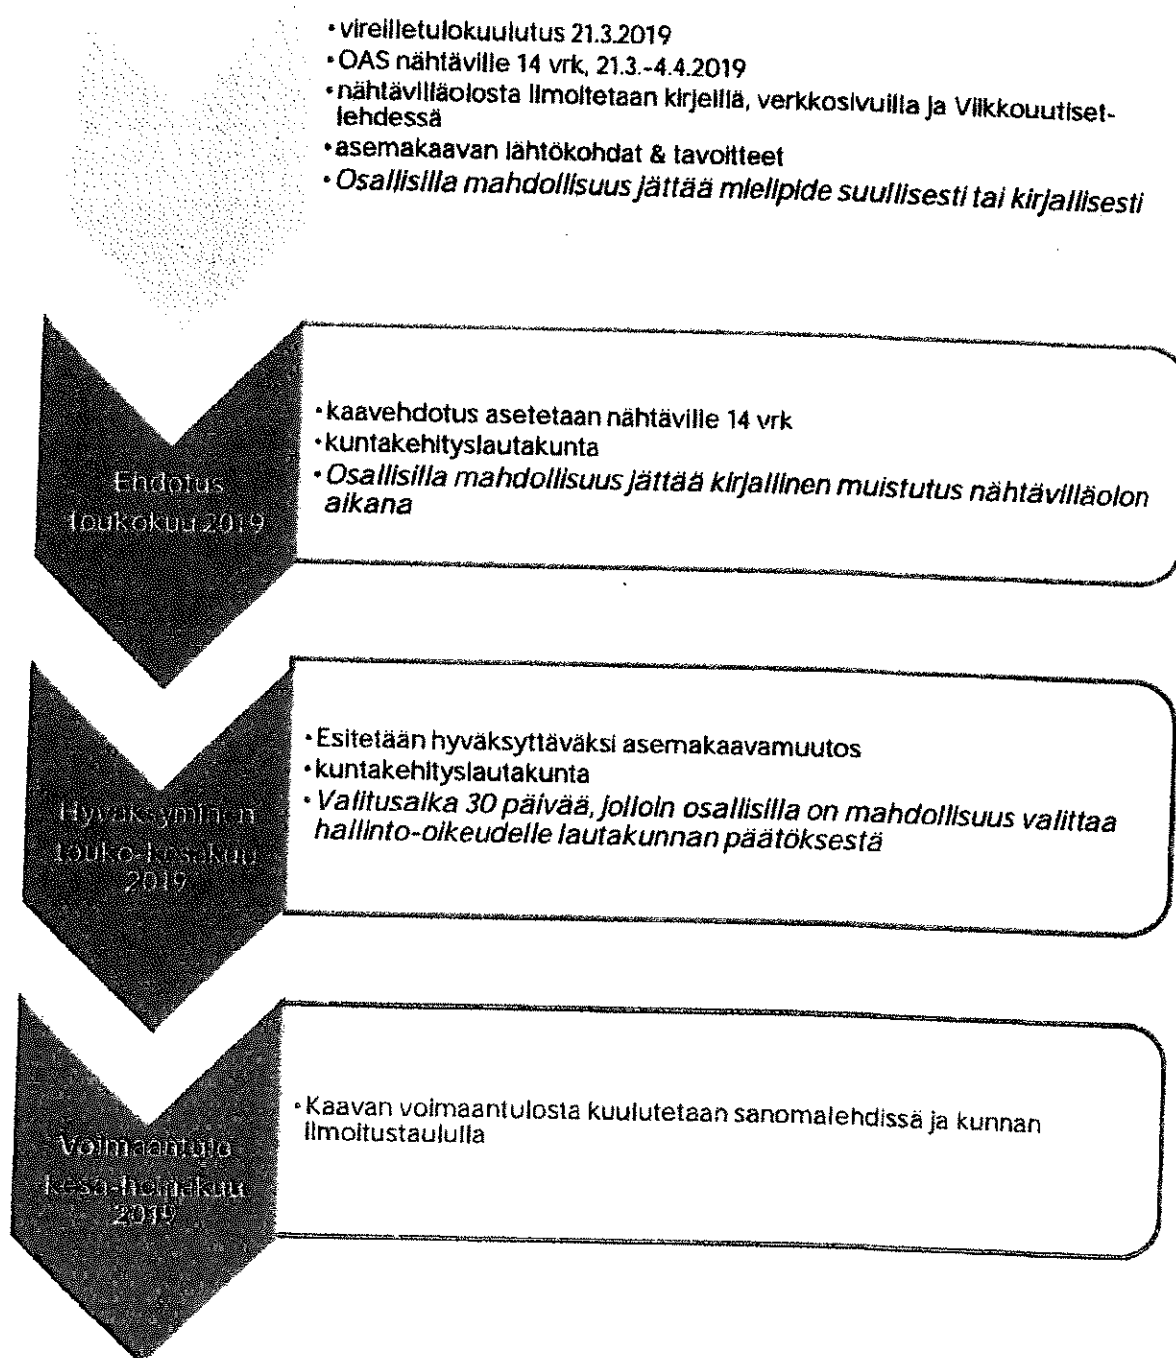 • vireilletulokuulutus 21.3.2019
• OAS nähtäville 14 vrk, 21.3.-4.4.2019
• nähtävilläolosta ilmoitetaan kirjeillä, verkkosivuilla ja Viikkouutiset-
lehdessä
• asemakaavan lähtökohdat & tavoitteet
• Osallisilla mahdollisuus jättää mielipide suullisesti tai kirjallisesti
Ehdotus
toukokuu 2019
• kaavehdotus asetetaan nähtäville 14 vrk
• kuntakehityslautakunta
• Osallisilla mahdollisuus jättää kirjallinen muistutus nähtävilläolon
aikana
Hyväksyminen
touko-kesäkuu
2019
• Esitetään hyväksyttäväksi asemakaavamuutos
• kuntakehityslautakunta
• Valitusaika 30 päivää, jolloin osallisilla on mahdollisuus valittaa
hallinto-oikeudelle lautakunnan päätöksestä
Voimaantulo
kesä-heinäkuu
2019
• Kaavan voimaantulosta kuulutetaan sanomalehdissä ja kunnan
ilmoitustaululla